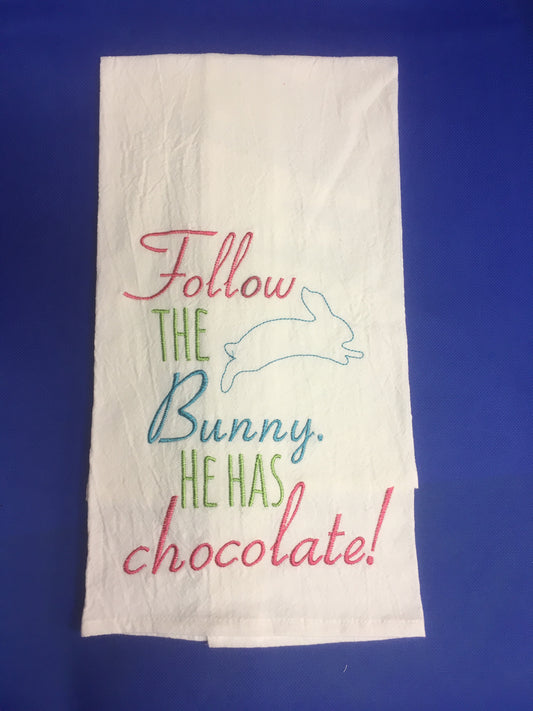 Follow
THE
Bunny.
HE HAS
chocolate!